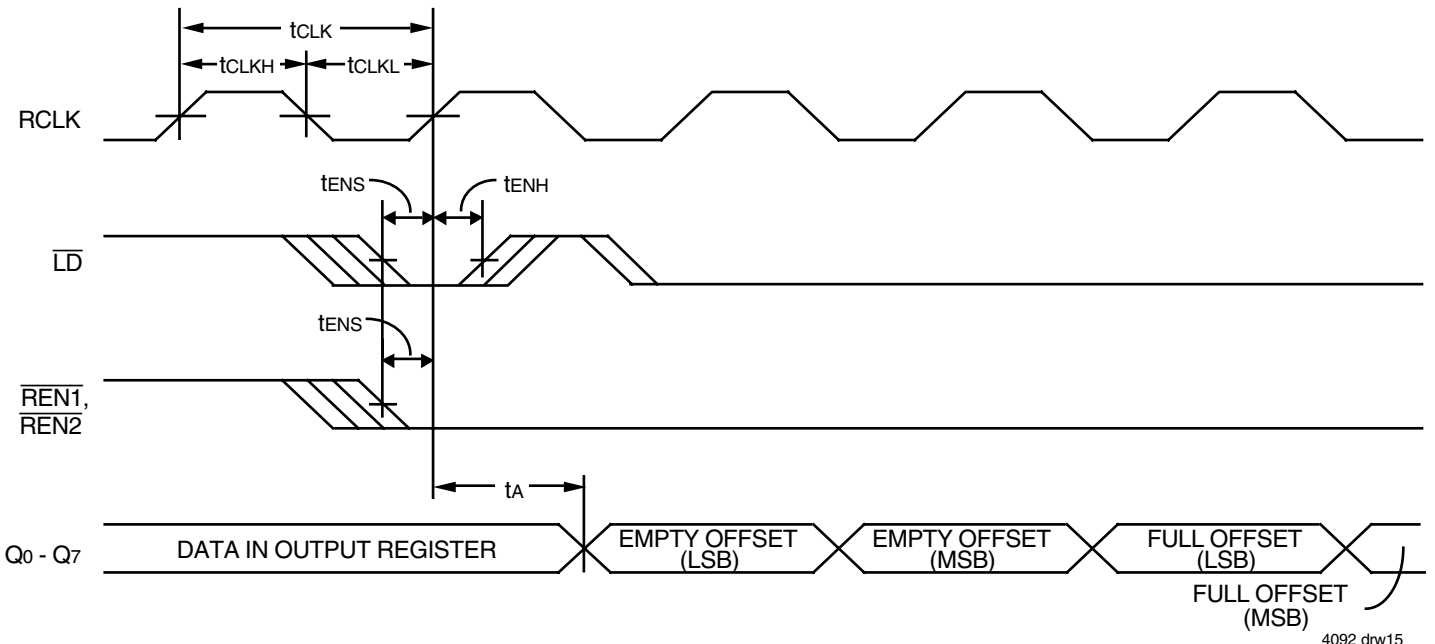 tCLK
tCLKH
tCLKL
RCLK
tENS
tENH
LD
tENS
REN1,
REN2
tA
Q0 - Q7
DATA IN OUTPUT REGISTER
EMPTY OFFSET
(LSB)
EMPTY OFFSET
(MSB)
FULL OFFSET
(LSB)
FULL OFFSET
(MSB)
4092 drw15